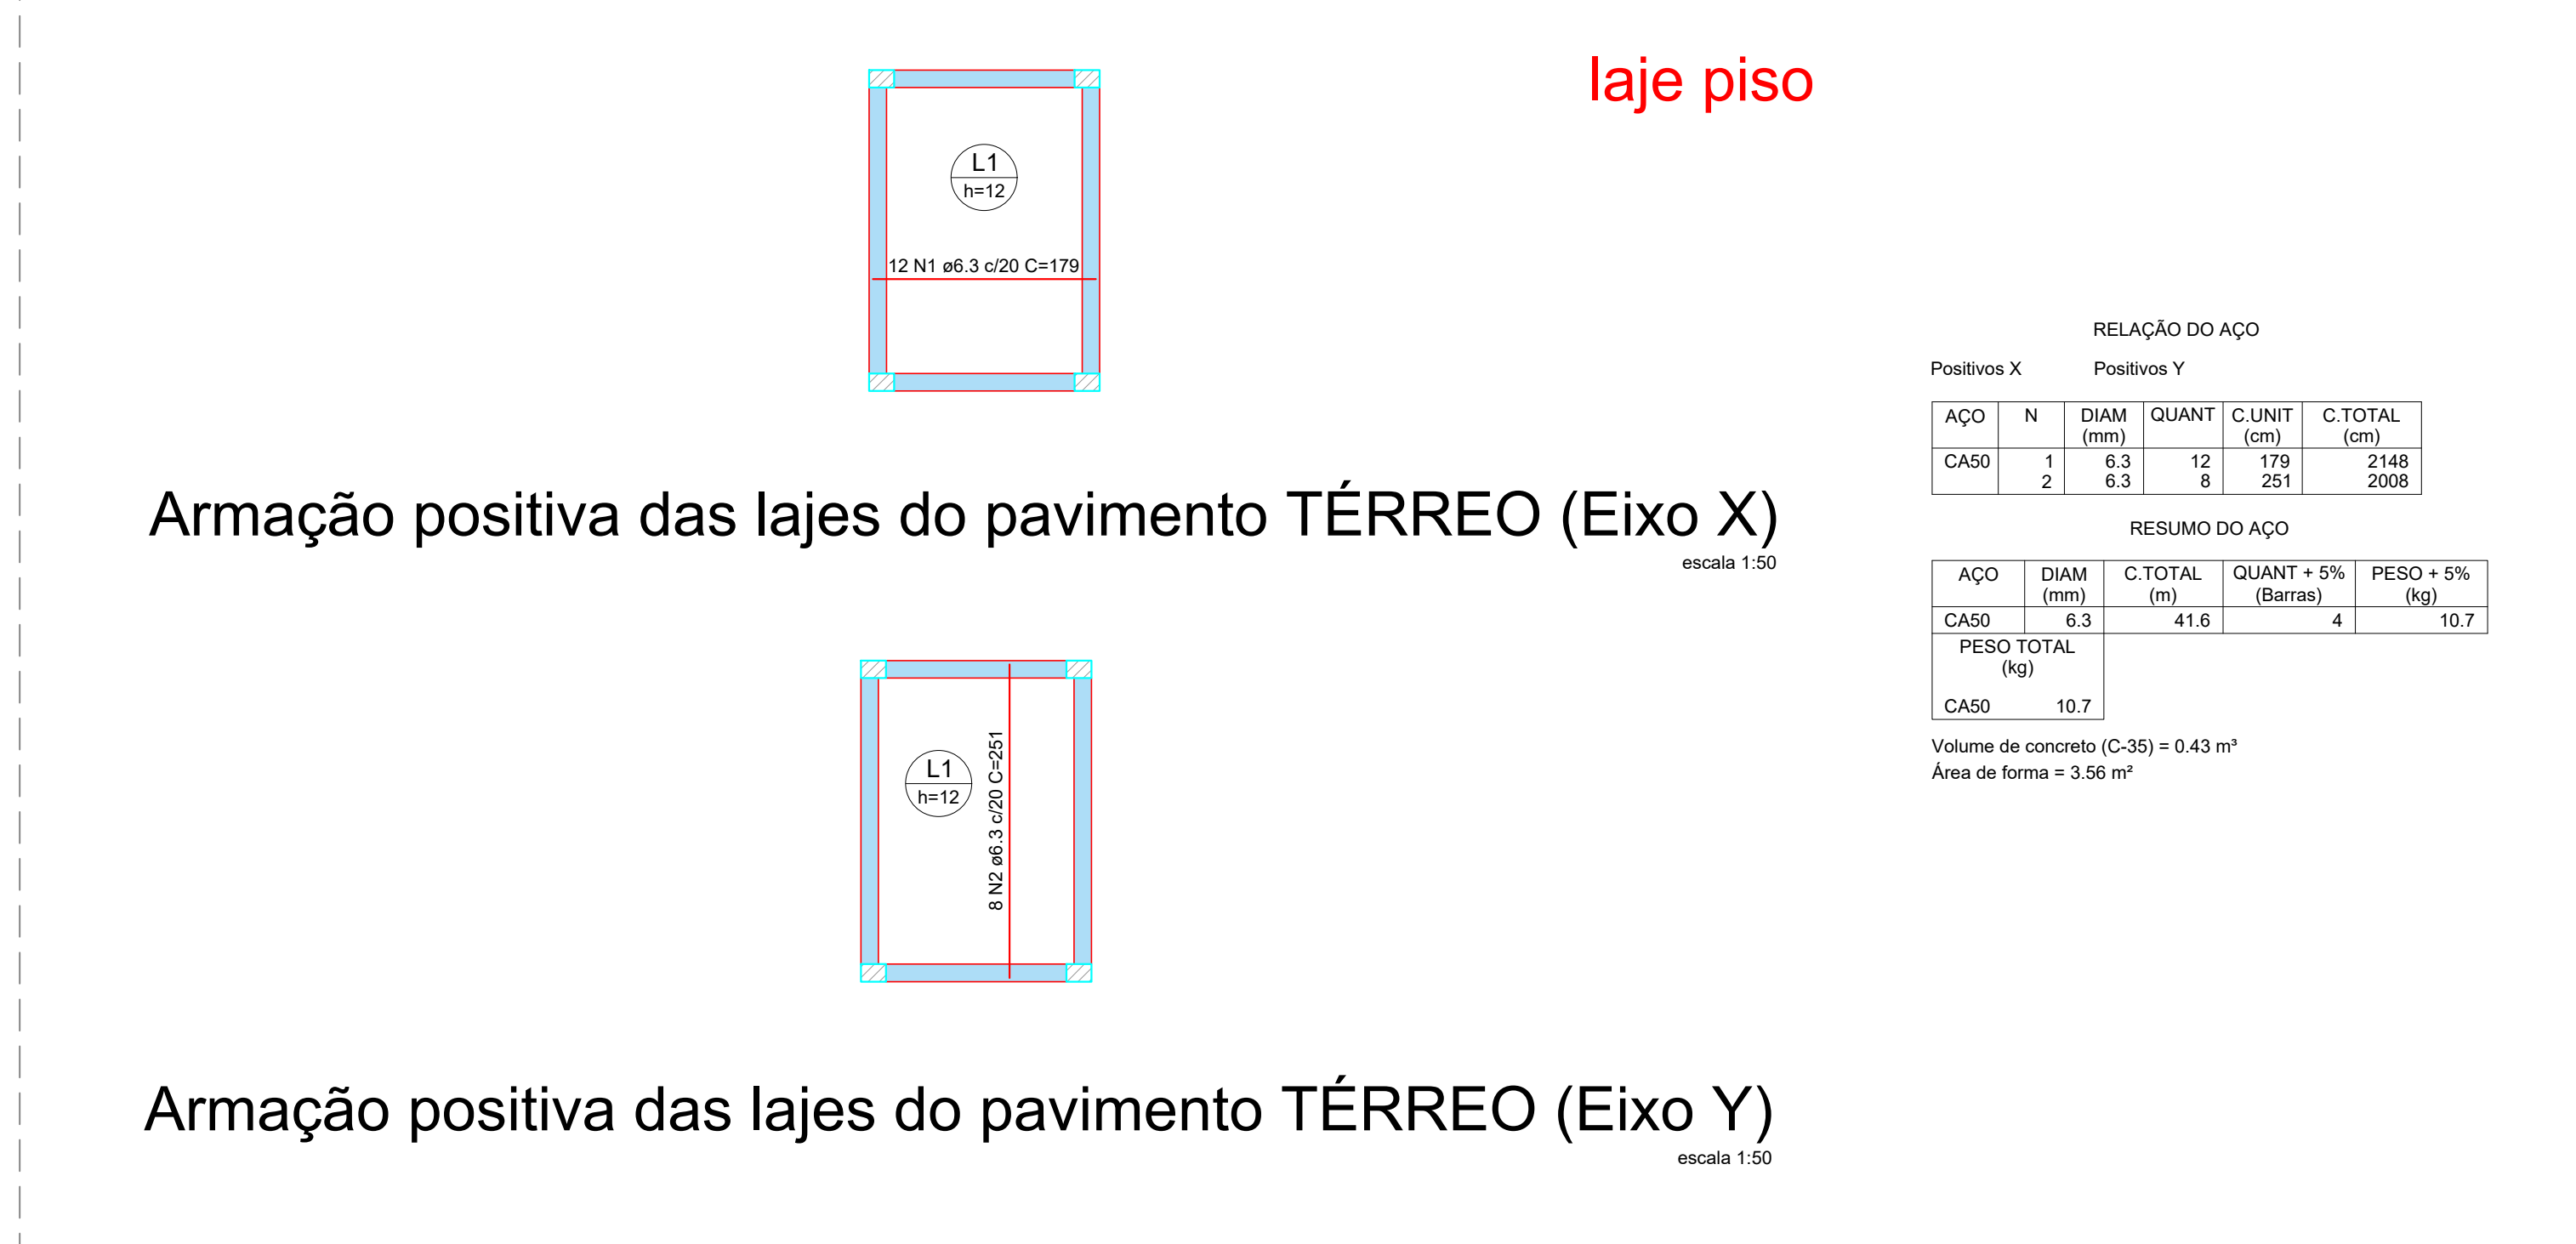 laje piso
L1
h=12
12 N1 ø6.3 c/20 C=179
Armação positiva das lajes do pavimento TÉRREO (Eixo X)
escala 1:50
L1
h=12
8 N2 ø6.3 c/20 C=251
Armação positiva das lajes do pavimento TÉRREO (Eixo Y)
escala 1:50
RELAÇÃO DO AÇO
Positivos X Positivos Y
AÇO N DIAM QUANT C.UNIT C.TOTAL
(mm) (cm) (cm)
CA50 1 6.3 12 179 2148
2 6.3 8 251 2008
RESUMO DO AÇO
AÇO DIAM C.TOTAL QUANT + 5% PESO + 5%
(mm) (m) (Barras) (kg)
CA50 6.3 41.6 4 10.7
PESO TOTAL
(kg)
CA50 10.7
Volume de concreto (C-35) = 0.43 m³
Área de forma = 3.56 m²